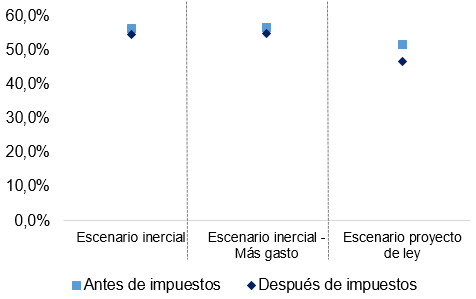 60,0%
50,0%
40,0%
30,0%
20,0%
10,0%
0,0%
Escenario inercial
Escenario inercial -
Más gasto
Escenario proyecto
de ley
Antes de impuestos
Después de impuestos